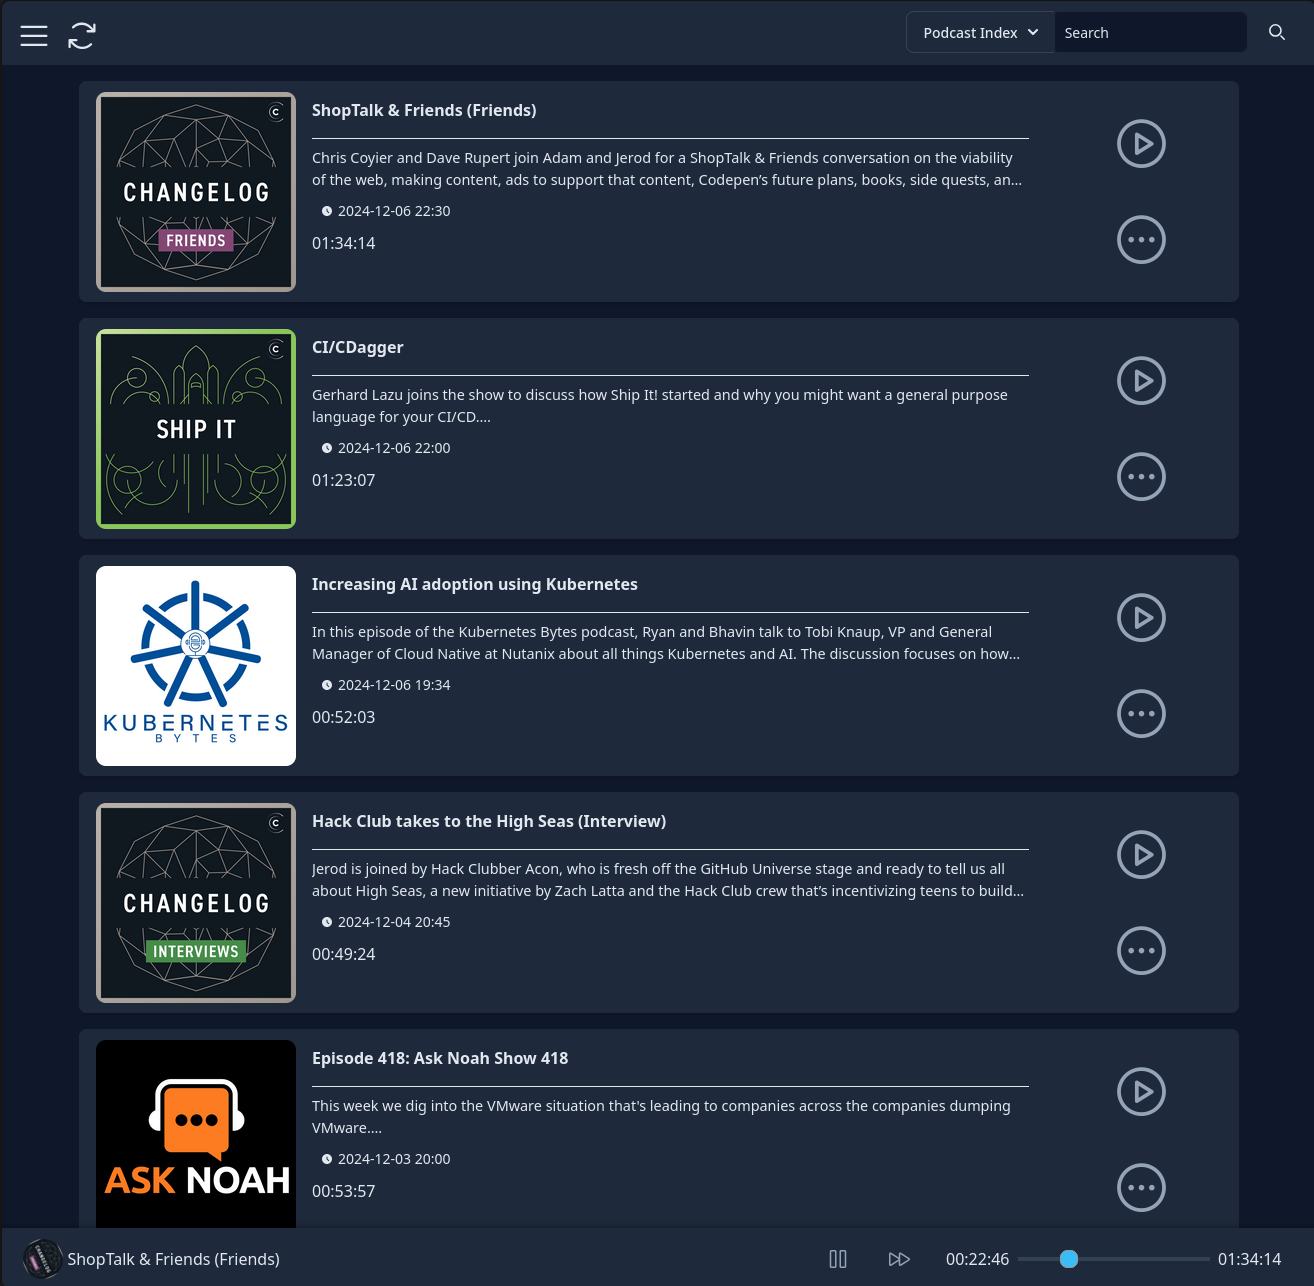 Podcast Index
Search
CHANGELOG
FRIENDS
ShopTalk & Friends (Friends)
Chris Coyier and Dave Rupert join Adam and Jerod for a ShopTalk & Friends conversation on the viability
of the web, making content, ads to support that content, Codepen’s future plans, books, side quests, an...
2024-12-06 22:30
01:34:14
SHIP IT
CI/CDagger
Gerhard Lazu joins the show to discuss how Ship It! started and why you might want a general purpose
language for your CI/CD....
2024-12-06 22:00
01:23:07
KUBERNETES
BYTES
Increasing AI adoption using Kubernetes
In this episode of the Kubernetes Bytes podcast, Ryan and Bhavin talk to Tobi Knaup, VP and General
Manager of Cloud Native at Nutanix about all things Kubernetes and AI. The discussion focuses on how...
2024-12-06 19:34
00:52:03
CHANGELOG
INTERVIEWS
Hack Club takes to the High Seas (Interview)
Jerod is joined by Hack Clubber Acon, who is fresh off the GitHub Universe stage and ready to tell us all
about High Seas, a new initiative by Zach Latta and the Hack Club crew that’s incentivizing teens to build...
2024-12-04 20:45
00:49:24
ASK NOAH
Episode 418: Ask Noah Show 418
This week we dig into the VMware situation that's leading to companies across the companies dumping
VMware....
2024-12-03 20:00
00:53:57
ShopTalk & Friends (Friends)
00:22:46
01:34:14